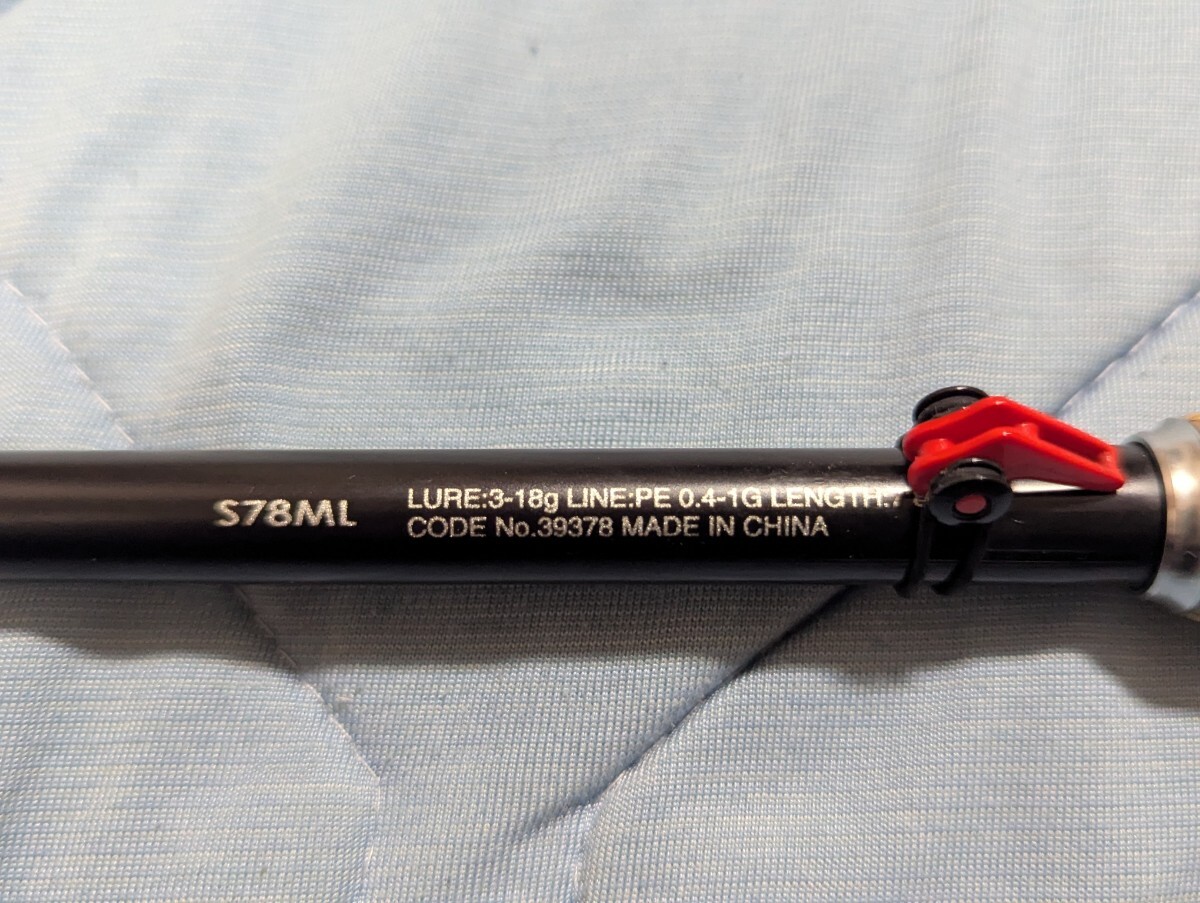 S78ML
LURE:3-18g LINE:PE 0.4-1G LENGTH:
CODE No.39378 MADE IN CHINA